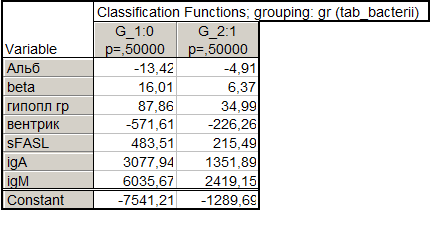 Classification Functions; grouping: gr (tab_bacterii)
Variable G_1:0 p=,50000 G_2:1 p=,50000
Альб -13,42 -4,91
beta 16,01 6,37
гипопл гр 87,86 34,99
вентрик -571,61 -226,26
sFASL 483,51 215,49
igA 3077,94 1351,89
igM 6035,67 2419,15
Constant -7541,21 -1289,69